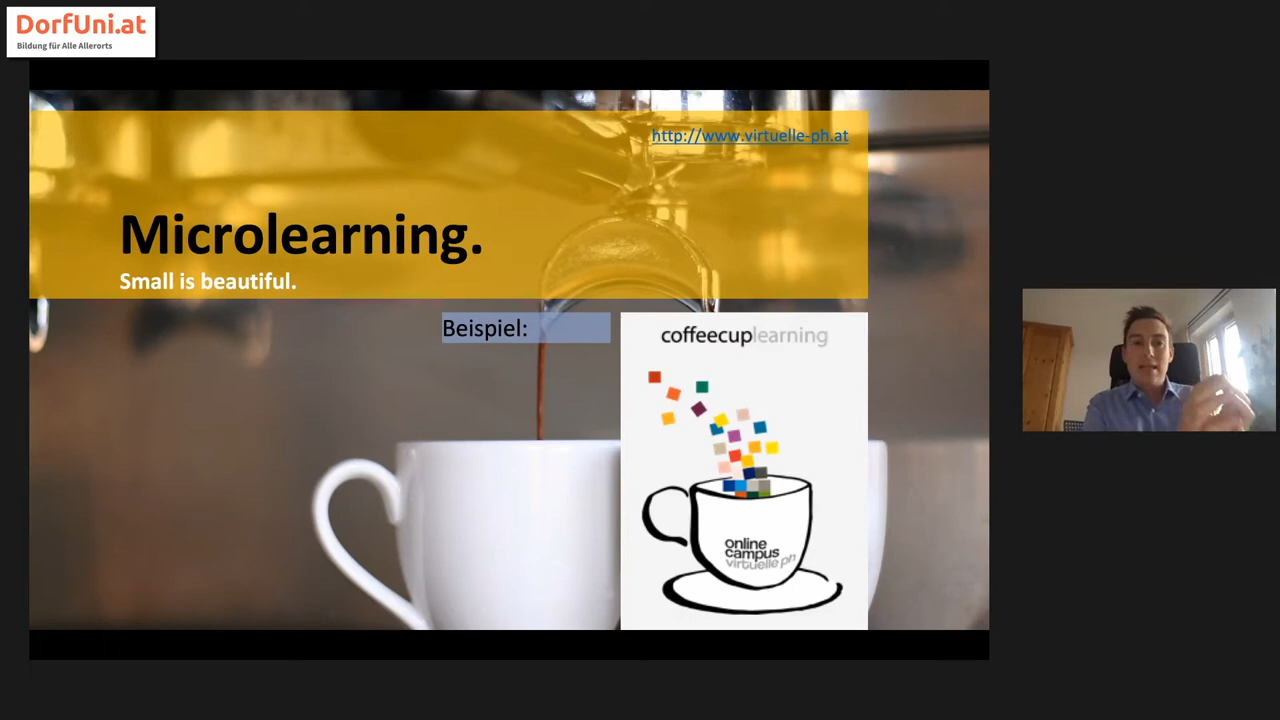 DorfUni.at
Bildung für Alle Allerorts
http://www.virtuelle-ph.at
Microlearning.
Small is beautiful.
Beispiel:
coffeecuplearning
online
campus
virtuelle ph